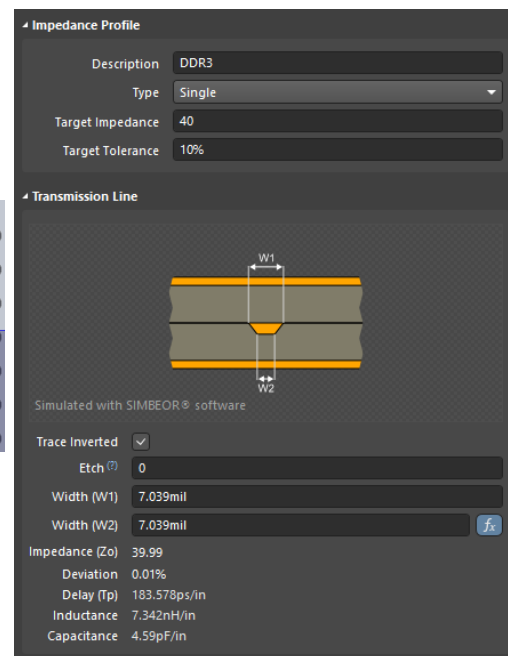 Impedance Profile
Description DDR3
Type Single
Target Impedance 40
Target Tolerance 10%
Transmission Line
W1
W2
Simulated with SIMBEOR® software
Trace Inverted
Etch (?) 0
Width (W1) 7.039mil
Width (W2) 7.039mil fx
Impedance (Zo) 39.99
Deviation 0.01%
Delay (Tp) 183.578ps/in
Inductance 7.342nH/in
Capacitance 4.59pF/in